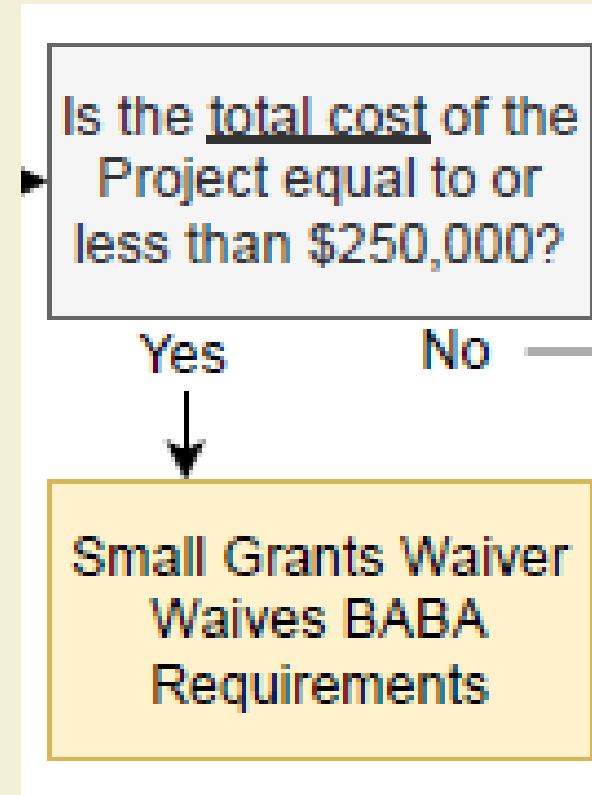 Is the total cost of the
Project equal to or
less than $250,000?
Yes
No
Small Grants Waiver
Waives BABA
Requirements